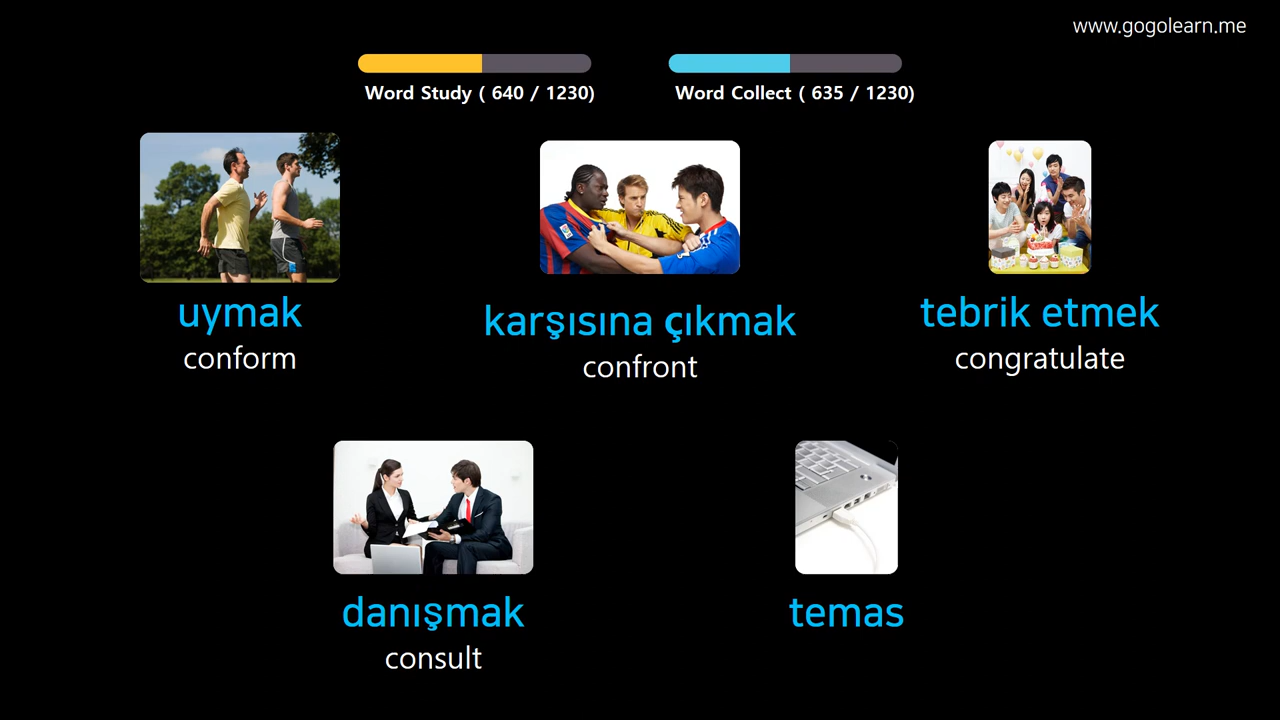 www.gogolearn.me
Word Study ( 640 / 1230)
Word Collect ( 635 / 1230)
uymak
conform
karşısına çıkmak
confront
tebrik etmek
congratulate
danışmak
consult
temas